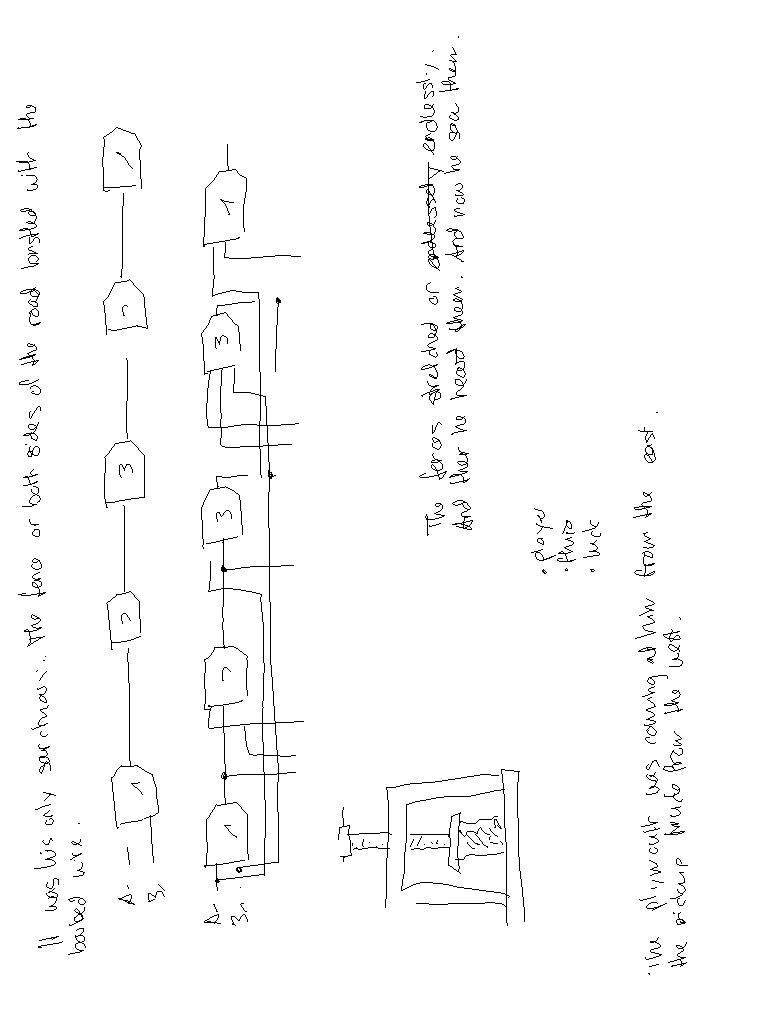 It was his only sanctuary. The fence on both sides of the road bristled with the
barbed wire.
A-
B,
1
2
3
2
1
A-
B,
1
2
3
3
1
The fences stretched on endlessely endlessly.
And then he heard them. And now he saw them.
• player
• fluid
• luck
The plymouth was coming at him from the east.
the pickup truck from the west.